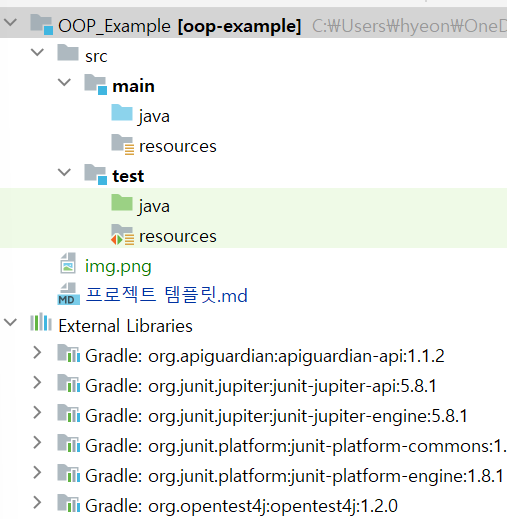 OOP_Example [oop-example] C:₩Users₩hyeon₩OneD
src
main
java
resources
test
java
resources
img.png
MD 프로젝트 템플릿.md
External Libraries
Gradle: org.apiguardian:apiguardian-api:1.1.2
Gradle: org.junit.jupiter:junit-jupiter-api:5.8.1
Gradle: org.junit.jupiter:junit-jupiter-engine:5.8.1
Gradle: org.junit.platform:junit-platform-commons:1.
Gradle: org.junit.platform:junit-platform-engine:1.8.1
Gradle: org.opentest4j:opentest4j:1.2.0